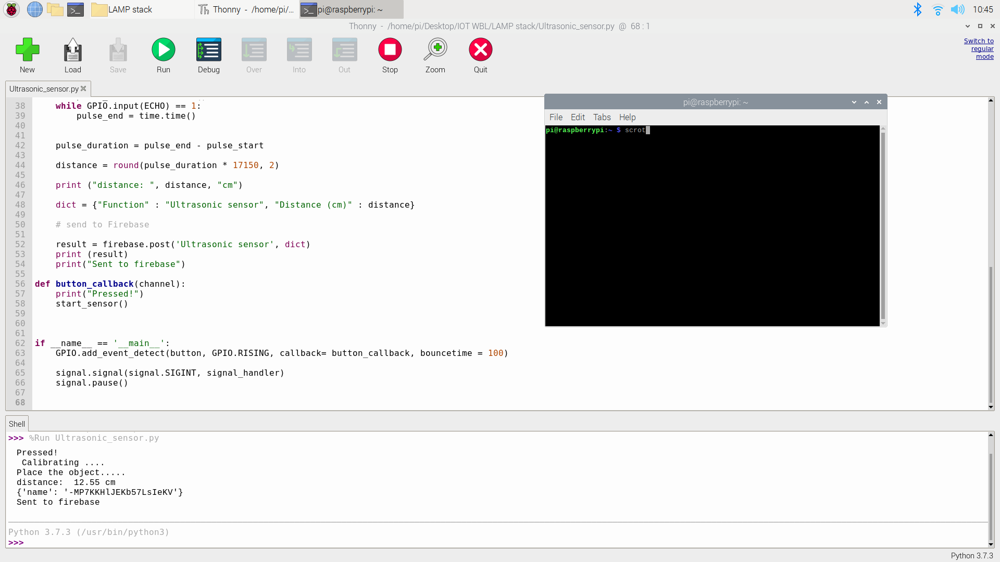 LAMP stack
Thonny - /home/pi/...
pi@raspberrypi: ~
10:45
Thonny - /home/pi/Desktop/IOT WBL/LAMP stack/Ultrasonic_sensor.py @ 68 : 1
New
Load
Save
Run
Debug
Over
Into
Out
Stop
Zoom
Quit
Switch to
regular
mode
Ultrasonic_sensor.py
38 while GPIO.input(ECHO) == 1:
39 pulse_end = time.time()
40
41
42 pulse_duration = pulse_end - pulse_start
43
44 distance = round(pulse_duration * 17150, 2)
45
46 print ("distance: ", distance, "cm")
47
48 dict = {"Function" : "Ultrasonic sensor", "Distance (cm)" : distance}
49
50 # send to Firebase
51
52 result = firebase.post('Ultrasonic sensor', dict)
53 print (result)
54 print("Sent to firebase")
55
56 def button_callback(channel):
57 print("Pressed!")
58 start_sensor()
59
60
61
62 if __name__ == '__main__':
63 GPIO.add_event_detect(button, GPIO.RISING, callback= button_callback, bouncetime = 100)
64
65 signal.signal(signal.SIGINT, signal_handler)
66 signal.pause()
67
68
pi@raspberrypi: ~
File Edit Tabs Help
pi@raspberrypi:~ $ scrot
Shell
>>> %Run Ultrasonic_sensor.py
Pressed!
Calibrating ....
Place the object.....
distance:  12.55 cm
{'name': '-MP7KKHlJEKb57LsIeKV'}
Sent to firebase
Python 3.7.3 (/usr/bin/python3)
>>>
Python 3.7.3